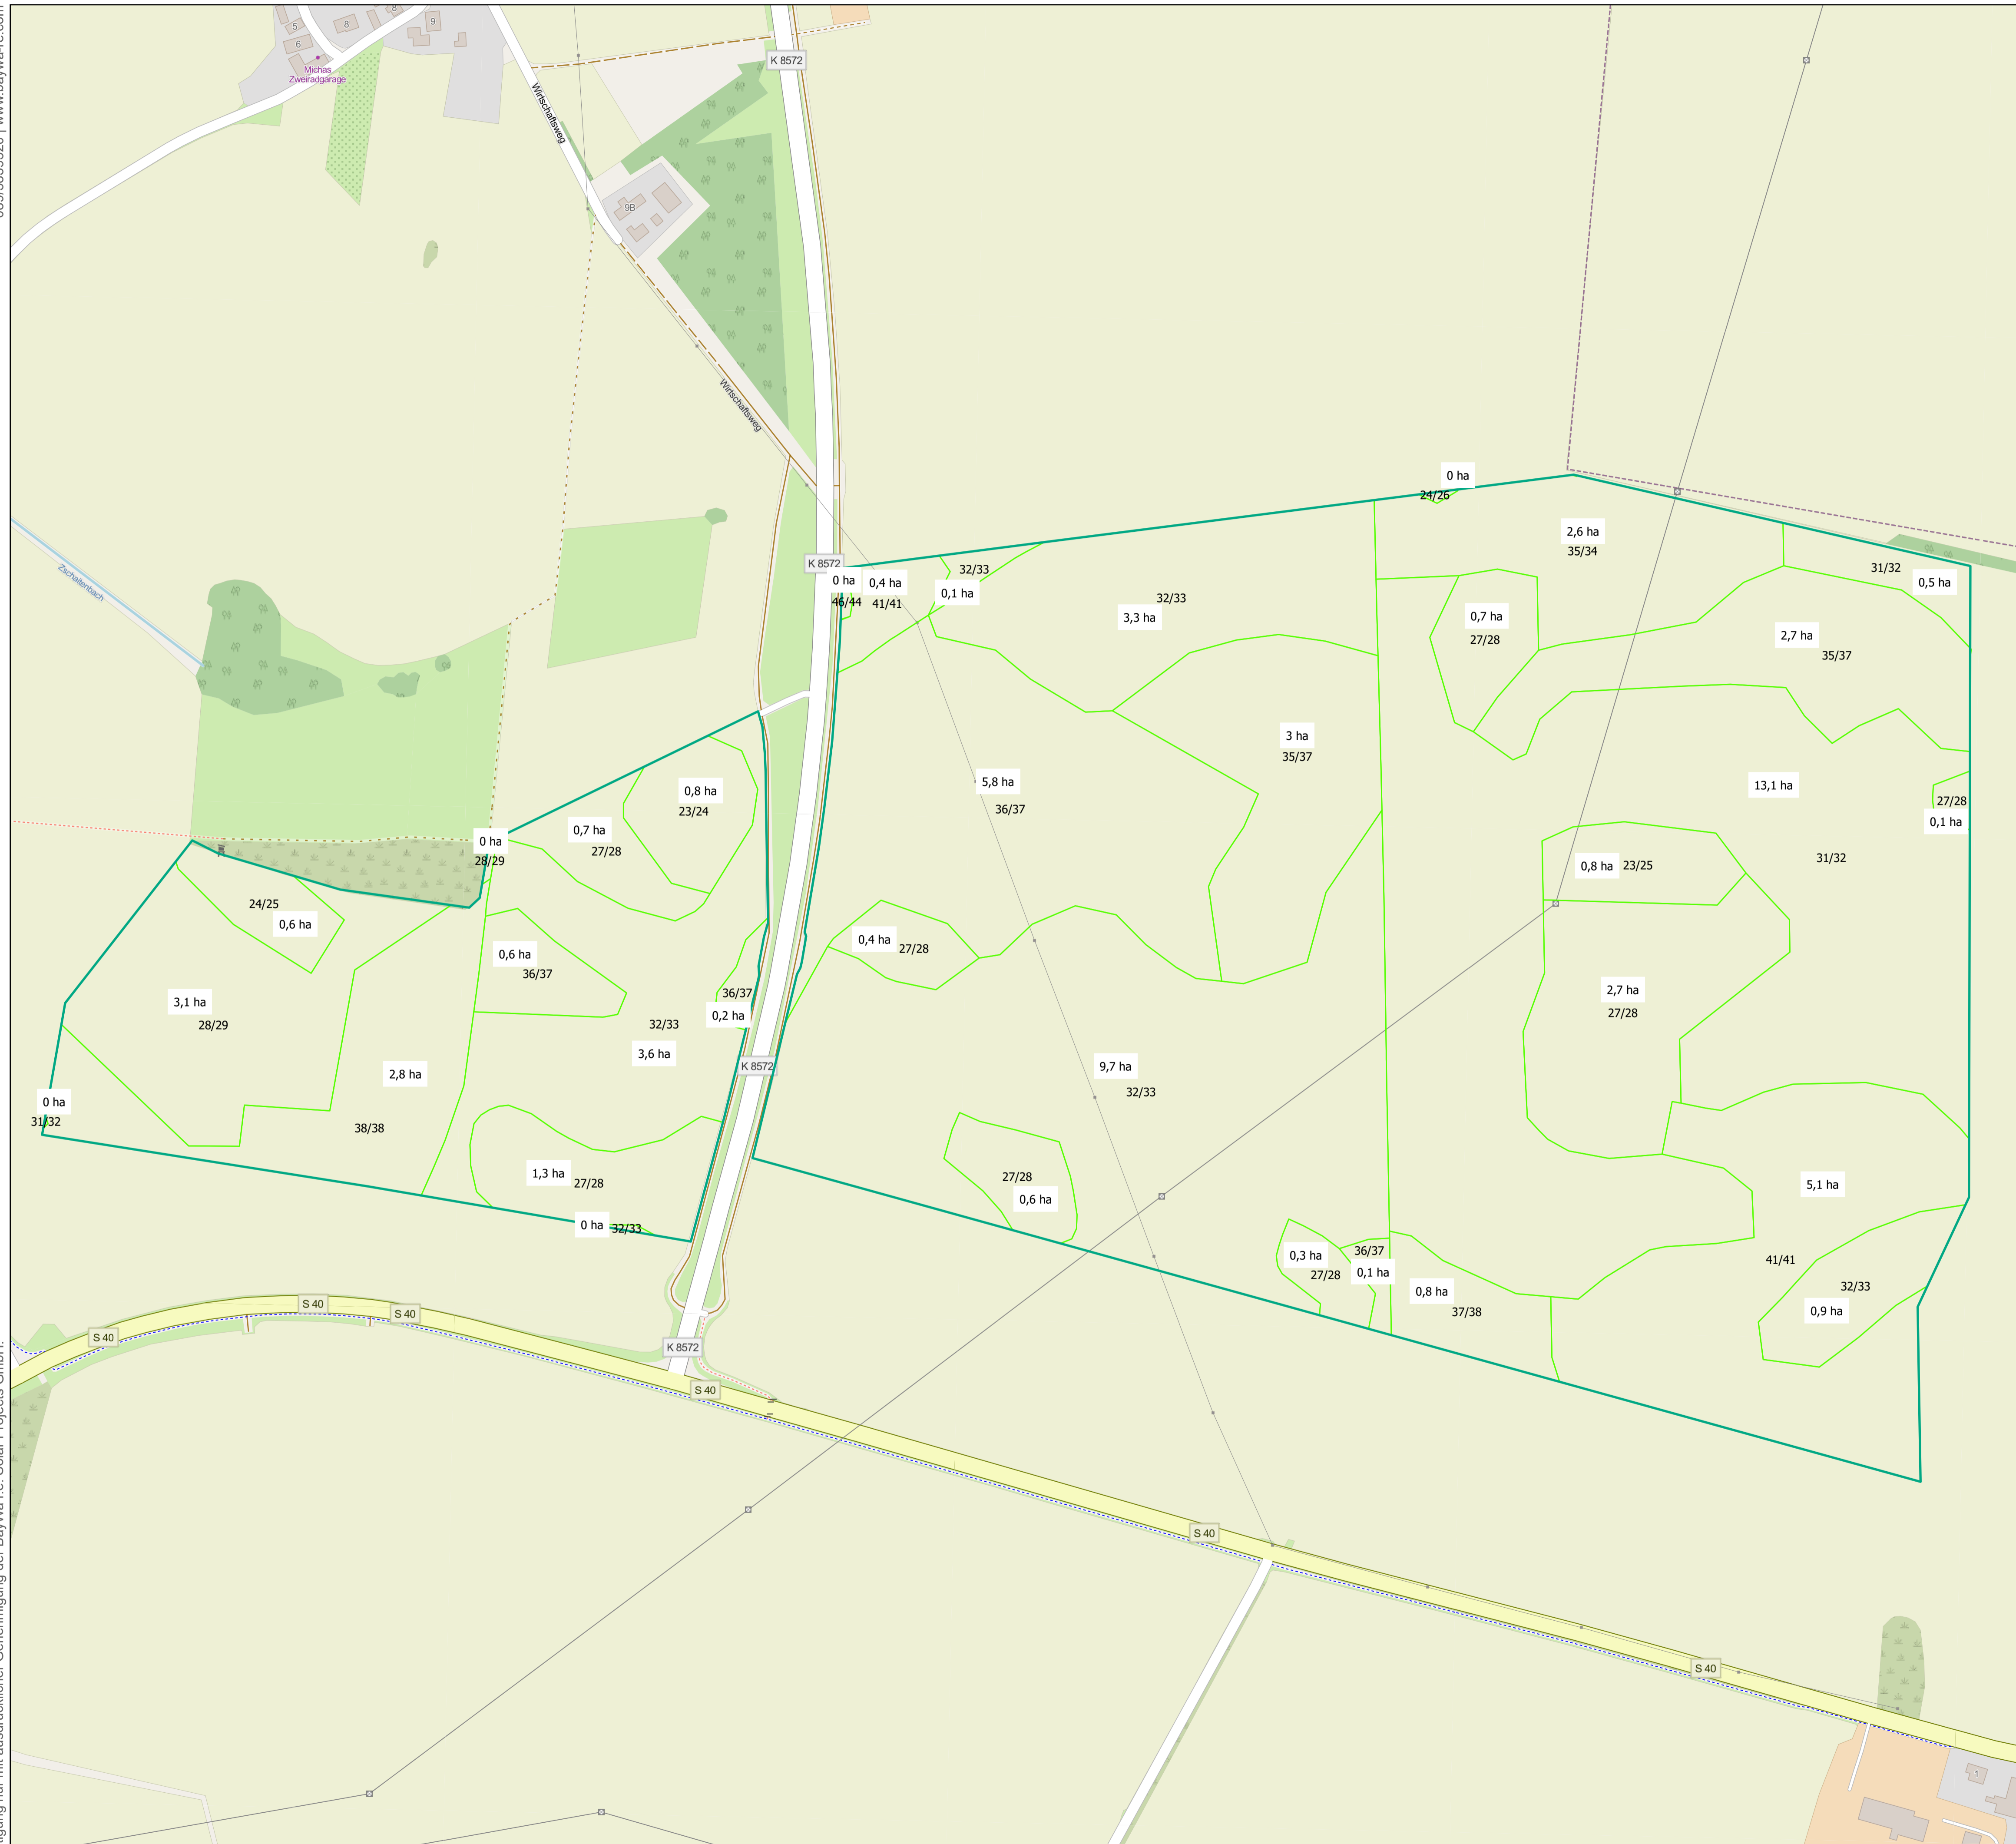 5
8
8
9
6
Michas
Zweiradgarage
K 8572
Wirtschaftsweg
9B
Wirtschaftsweg
0 ha
24/26
2,6 ha
35/34
K 8572
0 ha
46/44
0,4 ha
41/41
32/33
0,1 ha
31/32
0,5 ha
Zschaitenbach
32/33
3,3 ha
0,7 ha
27/28
2,7 ha
35/37
3 ha
35/37
5,8 ha
36/37
13,1 ha
0,8 ha
23/24
27/28
0,1 ha
0,7 ha
27/28
0 ha
28/29
31/32
0,8 ha
23/25
24/25
0,6 ha
0,4 ha
27/28
0,6 ha
36/37
36/37
0,2 ha
3,1 ha
28/29
2,7 ha
27/28
32/33
3,6 ha
2,8 ha
K 8572
9,7 ha
32/33
0 ha
31/32
38/38
1,3 ha
27/28
27/28
0,6 ha
5,1 ha
0 ha
32/33
0,3 ha
27/28
36/37
0,1 ha
0,8 ha
37/38
41/41
32/33
0,9 ha
S 40
S 40
S 40
K 8572
S 40
S 40
S 40
1